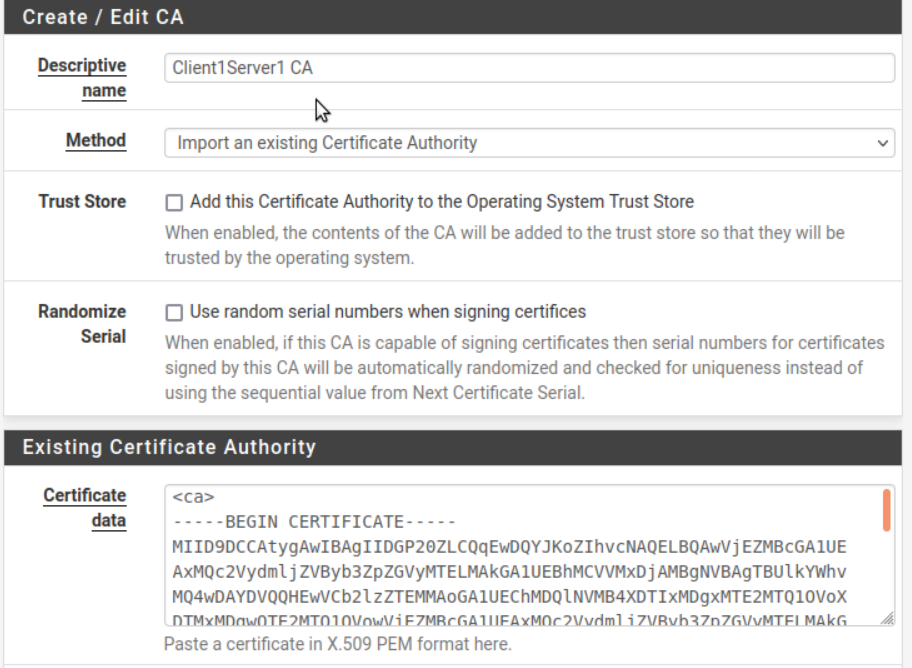 Create / Edit CA
Descriptive name
Client1Server1 CA
Method
Import an existing Certificate Authority
Trust Store
Add this Certificate Authority to the Operating System Trust Store
When enabled, the contents of the CA will be added to the trust store so that they will be
trusted by the operating system.
Randomize Serial
Use random serial numbers when signing certifices
When enabled, if this CA is capable of signing certificates then serial numbers for certificates
signed by this CA will be automatically randomized and checked for uniqueness instead of
using the sequential value from Next Certificate Serial.
Existing Certificate Authority
Certificate data
<ca>
-----BEGIN CERTIFICATE-----
MIID9DCCAtygAwIBAgIIDGP20ZLCQqEwDQYJKoZIhvcNAQELBQAwVjEZMBcGA1UE
AxMQc2VydmljZVByb3ZpZGVyMTELMAkGA1UEBhMCVVMxDjAMBgNVBAgTBUlkYWhv
MQ4wDAYDVQQHEwVCb2lzZTEMMAoGA1UEChMDQlNVMB4XDTIxMDgxMTE2MTQ1OVoX
Paste a certificate in X.509 PEM format here.